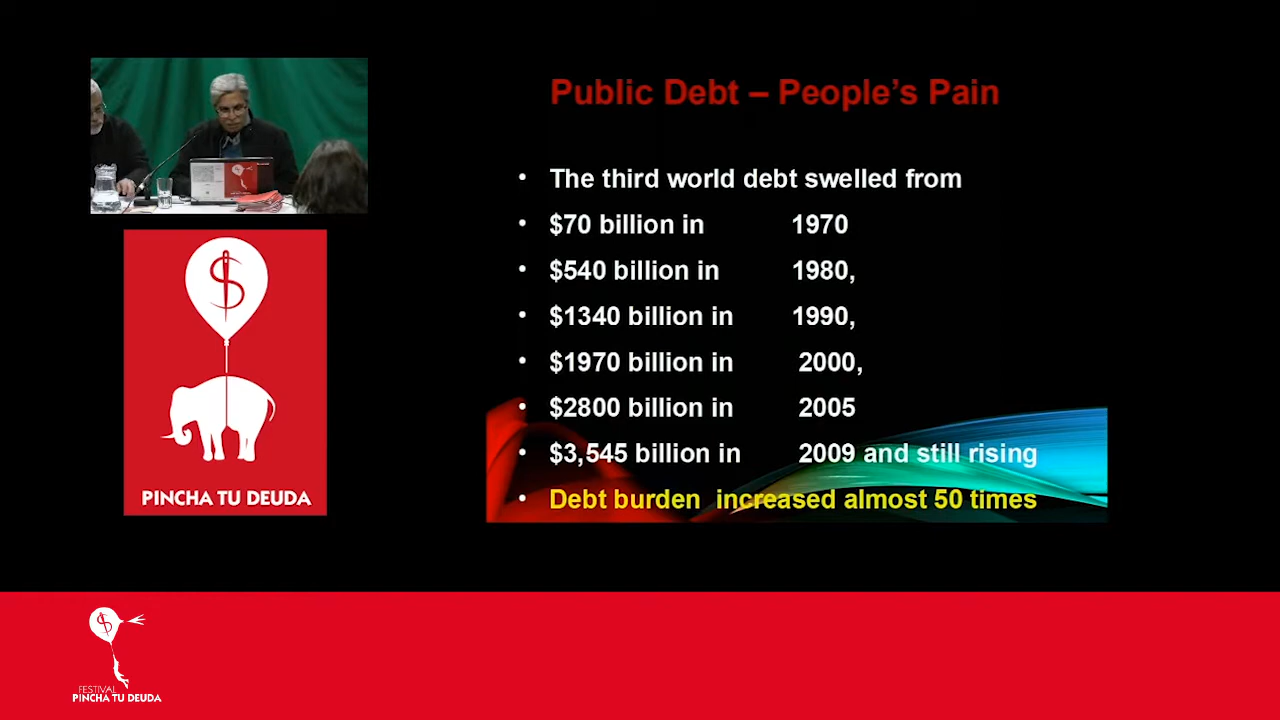 Public Debt – People's Pain
• The third world debt swelled from
• $70 billion in 1970
• $540 billion in 1980,
• $1340 billion in 1990,
• $1970 billion in 2000,
• $2800 billion in 2005
• $3,545 billion in 2009 and still rising
• Debt burden increased almost 50 times
PINCHA TU DEUDA
FESTIVAL
PINCHA TU DEUDA